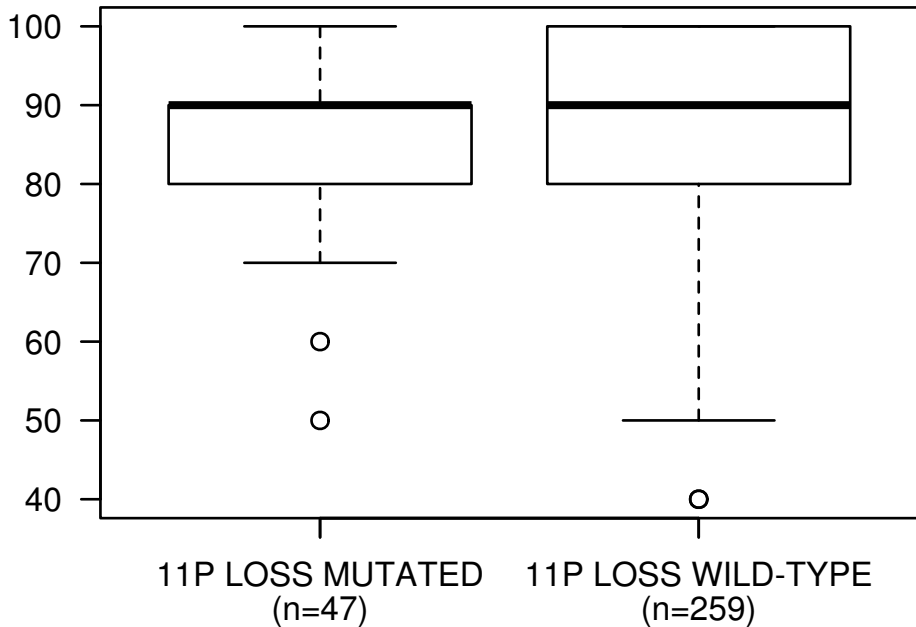 100
90
80
70
60
50
40
11P LOSS MUTATED
(n=47)
11P LOSS WILD-TYPE
(n=259)